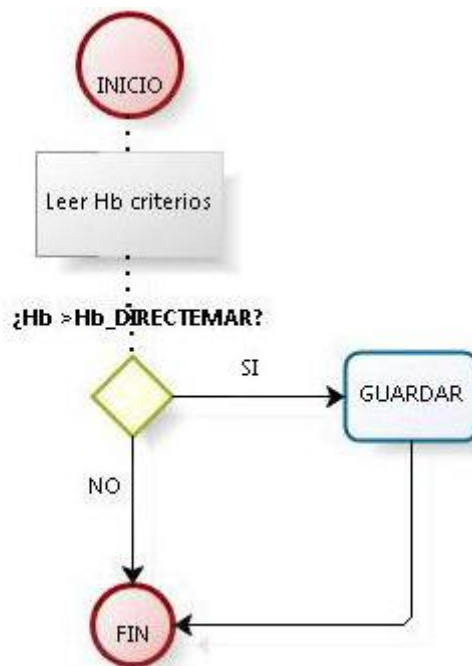 INICIO
Leer Hb criterios
¿Hb >Hb_DIRECTEMAR?
SI
GUARDAR
NO
FIN